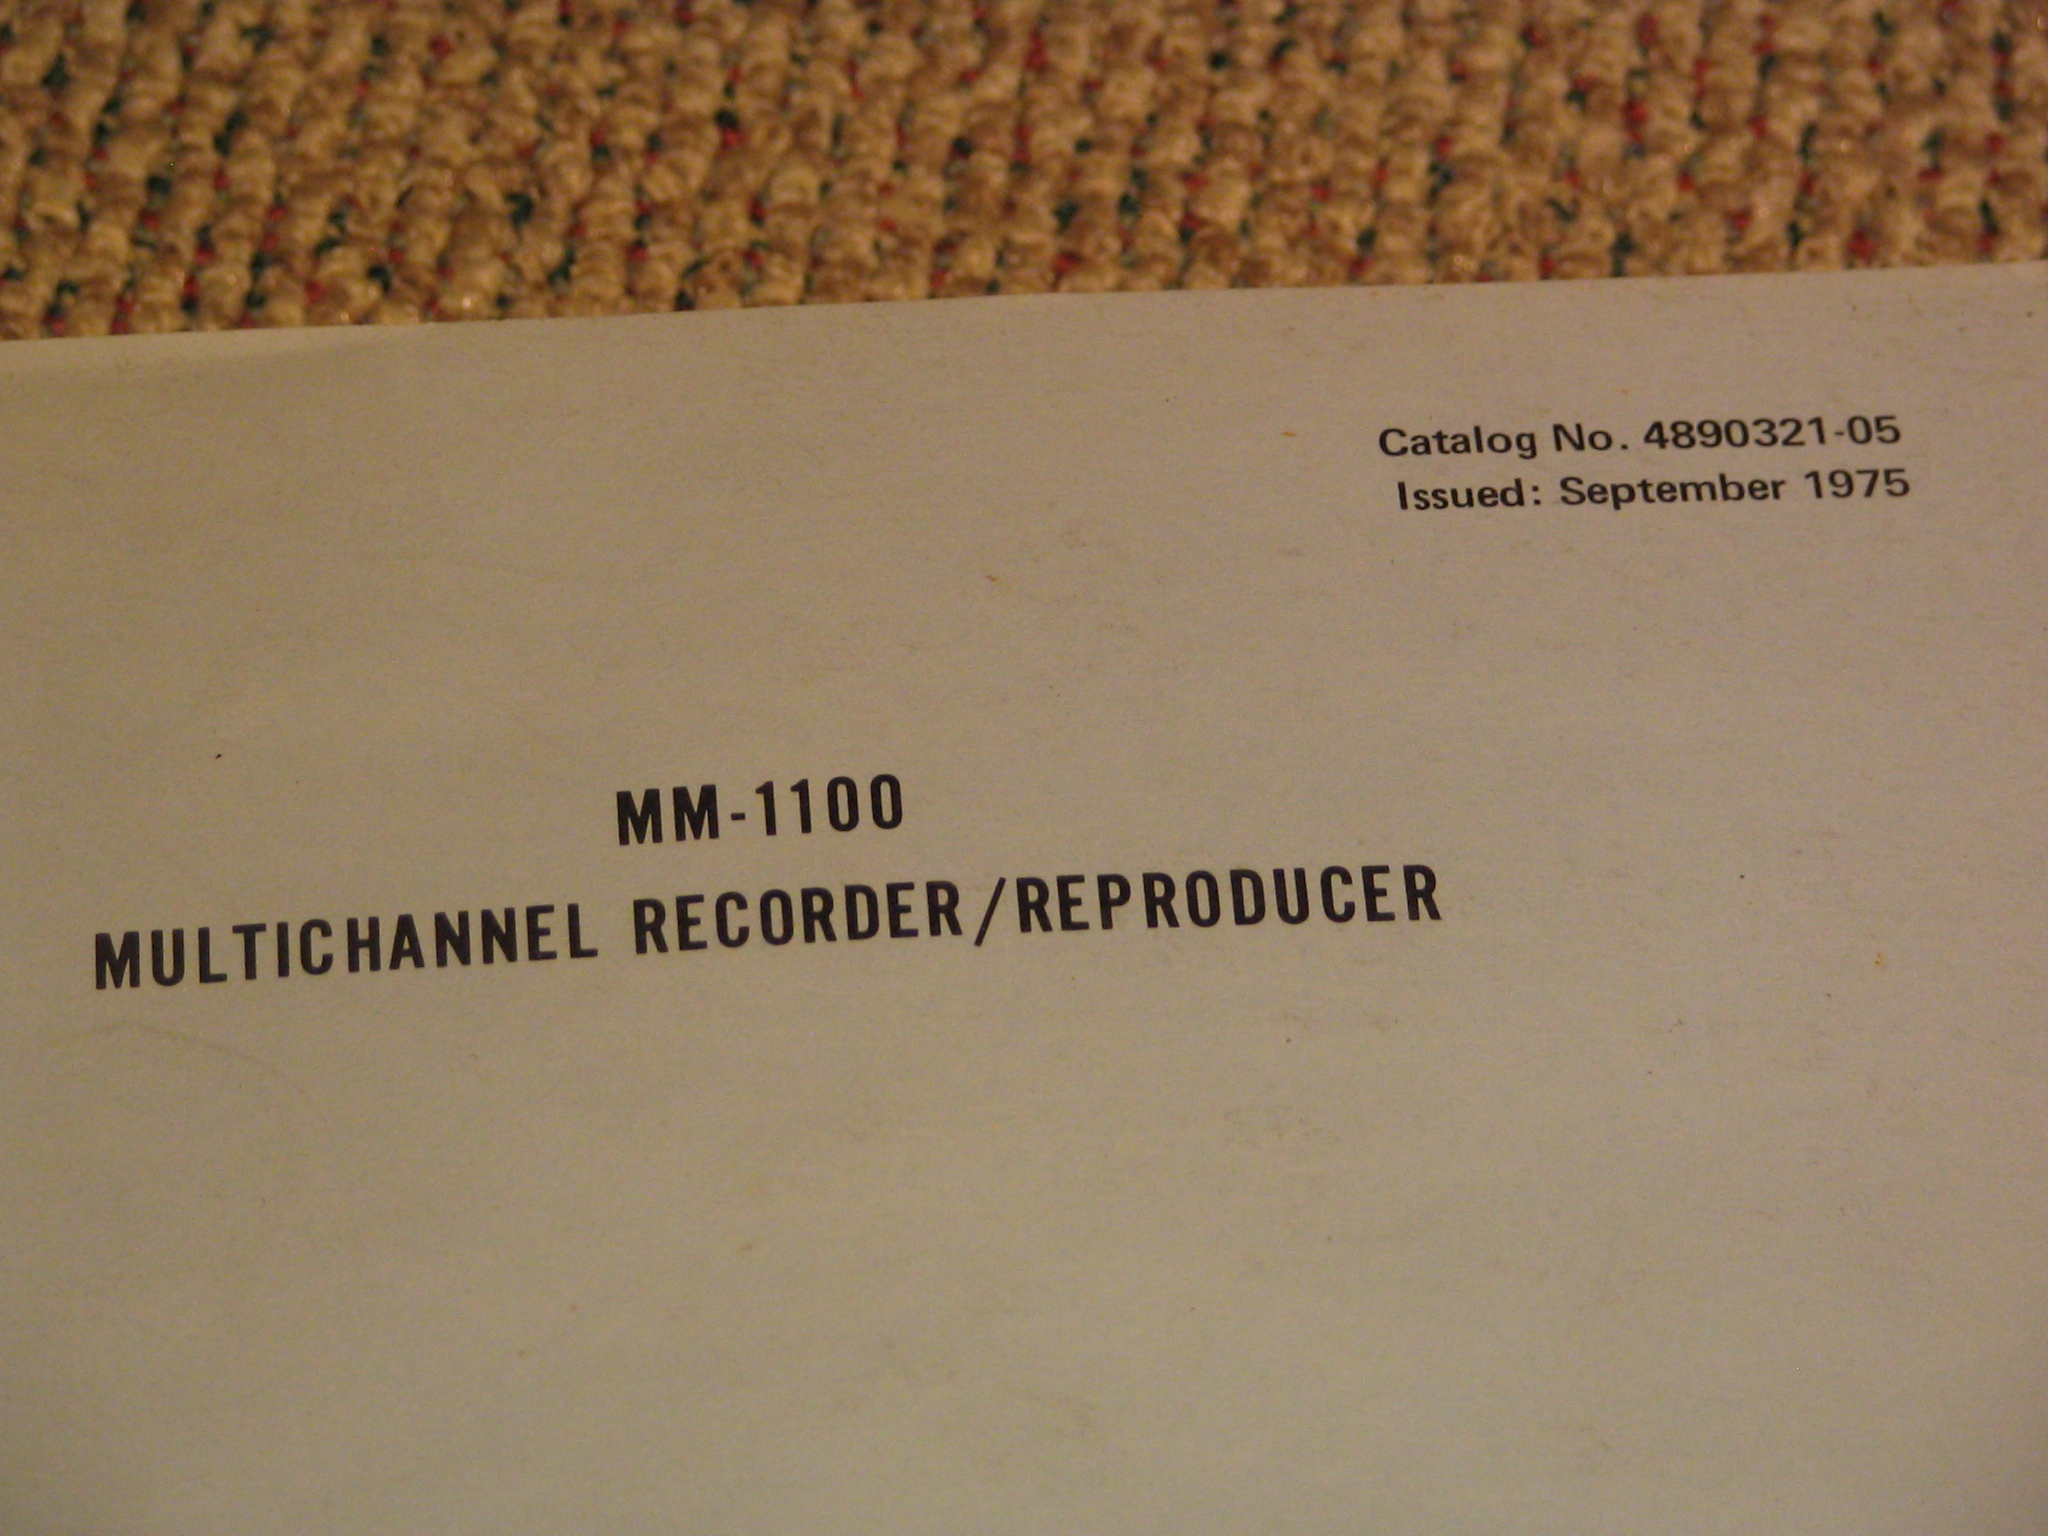 Catalog No. 4890321-05
Issued: September 1975
MM-1100
MULTICHANNEL RECORDER/REPRODUCER